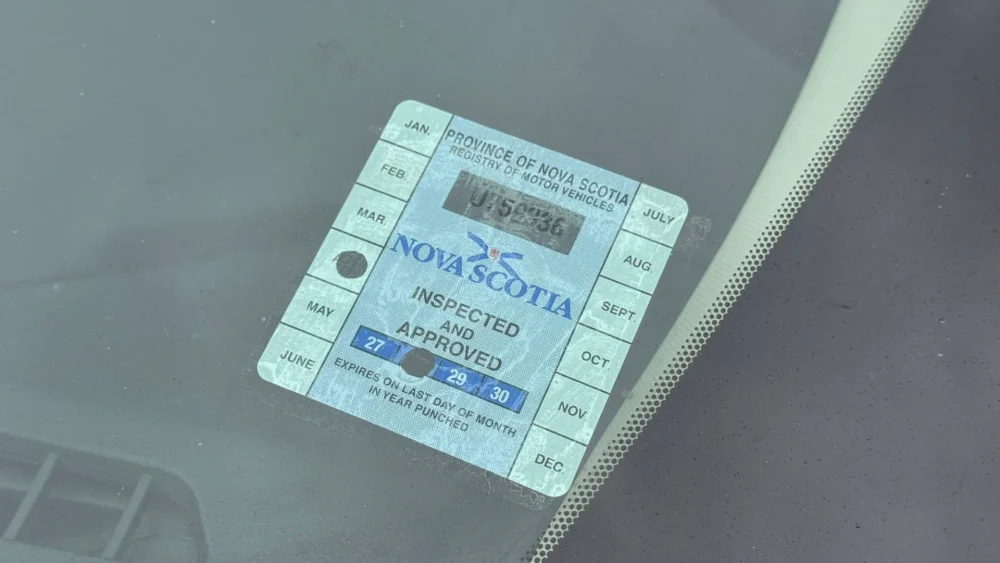 JAN.
FEB.
MAR.
MAY
JUNE
PROVINCE OF NOVA SCOTIA
REGISTRY OF MOTOR VEHICLES
NOVA SCOTIA
INSPECTED
AND
APPROVED
27 29 30
EXPIRES ON LAST DAY OF MONTH
IN YEAR PUNCHED
JULY
AUG.
SEPT.
OCT.
NOV.
DEC.